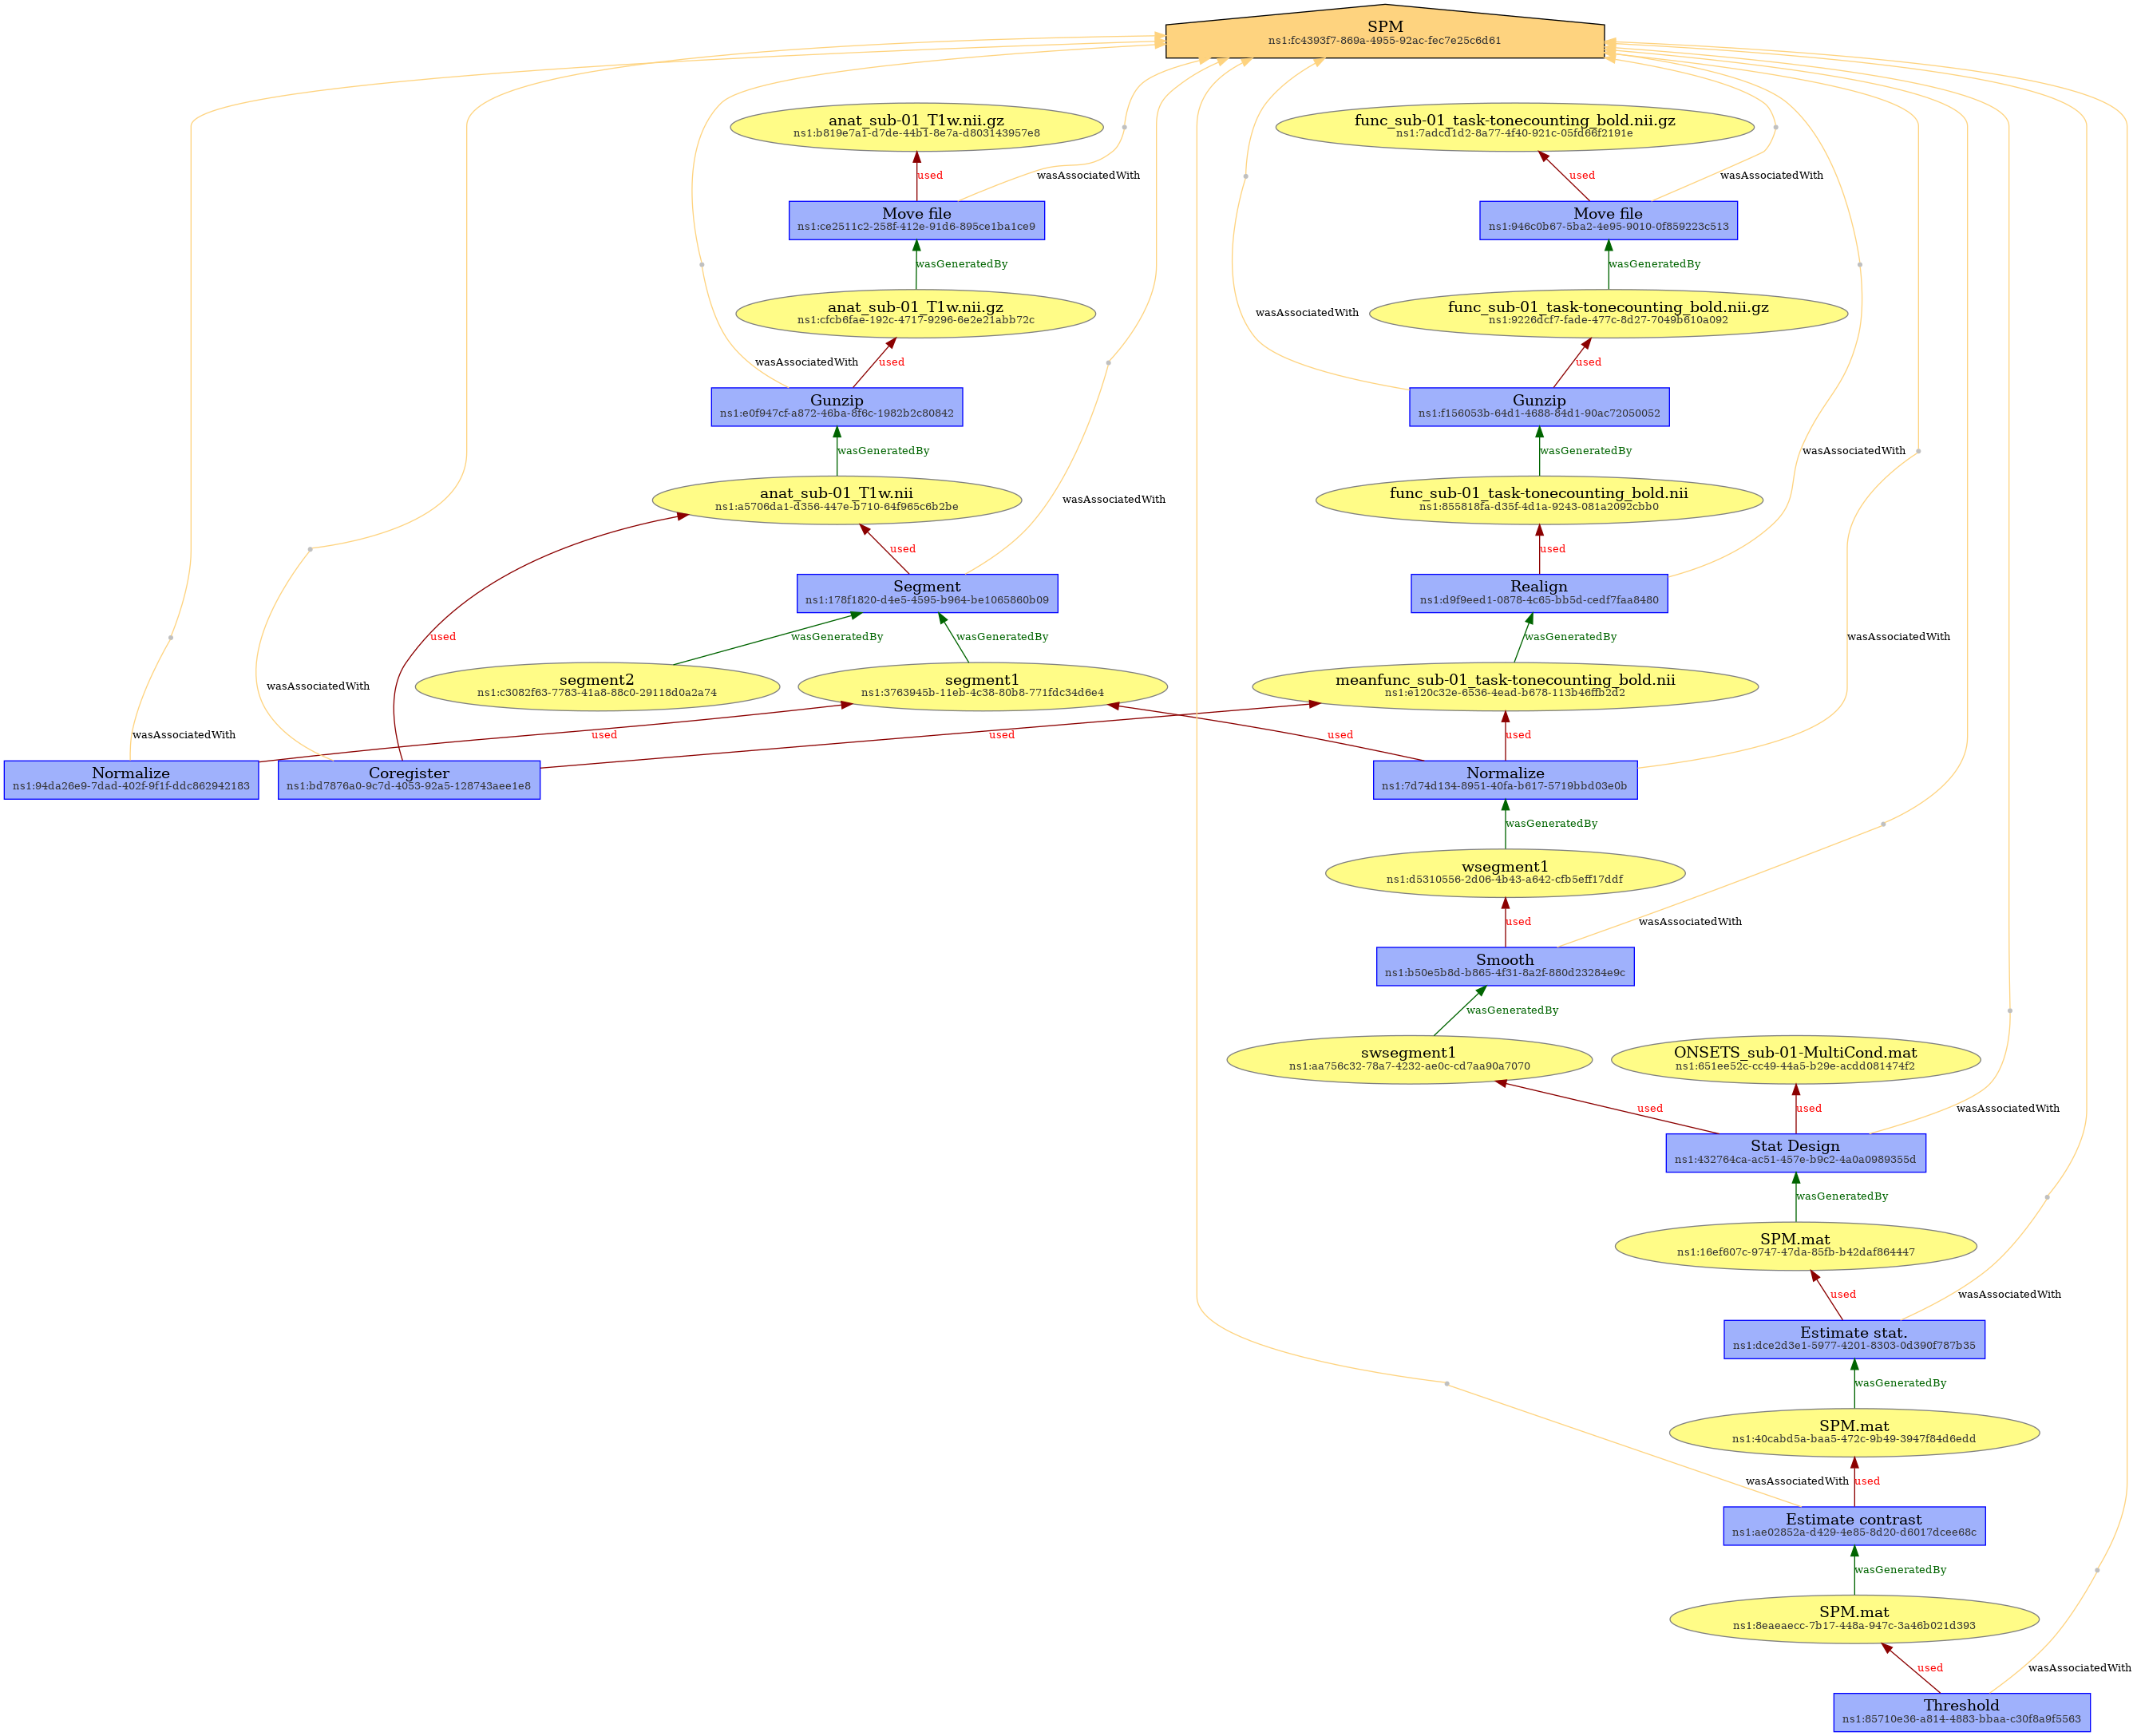 SPM
ns1:fc4393f7-869a-4955-92ac-fec7e25c6d61
anat_sub-01_T1w.nii.gz
ns1:b819e7a1-d7de-44b1-8e7a-d803143957e8
func_sub-01_task-tonecounting_bold.nii.gz
ns1:7adcd1d2-8a77-4f40-921c-05fd66f2191e
used
wasAssociatedWith
used
wasAssociatedWith
Move file
ns1:ce2511c2-258f-412e-91d6-895ce1ba1ce9
Move file
ns1:946c0b67-5ba2-4e95-9010-0f859223c513
wasGeneratedBy
wasGeneratedBy
anat_sub-01_T1w.nii.gz
ns1:cfcb6fae-192c-4717-9296-6e2e21abb72c
wasAssociatedWith
func_sub-01_task-tonecounting_bold.nii.gz
ns1:9226dcf7-fade-477c-8d27-7049b610a092
wasAssociatedWith
used
used
Gunzip
ns1:e0f947cf-a872-46ba-8f6c-1982b2c80842
Gunzip
ns1:f156053b-64d1-4688-84d1-90ac72050052
wasGeneratedBy
wasGeneratedBy
wasAssociatedWith
anat_sub-01_T1w.nii
ns1:a5706da1-d356-447e-b710-64f965c6b2be
wasAssociatedWith
func_sub-01_task-tonecounting_bold.nii
ns1:855818fa-d35f-4d1a-9243-081a2092cbb0
used
used
Segment
ns1:178f1820-d4e5-4595-b964-be1065860b09
Realign
ns1:d9f9eed1-0878-4c65-bb5d-cedf7faa8480
used
wasGeneratedBy
wasGeneratedBy
wasGeneratedBy
wasAssociatedWith
wasAssociatedWith
segment2
ns1:c3082f63-7783-41a8-88c0-29118d0a2a74
segment1
ns1:3763945b-11eb-4c38-80b8-771fdc34d6e4
meanfunc_sub-01_task-tonecounting_bold.nii
ns1:e120c32e-6536-4ead-b678-113b46ffb2d2
wasAssociatedWith
used
used
used
used
Normalize
ns1:94da26e9-7dad-402f-9f1f-ddc862942183
Coregister
ns1:bd7876a0-9c7d-4053-92a5-128743aee1e8
Normalize
ns1:7d74d134-8951-40fa-b617-5719bbd03e0b
wasGeneratedBy
wsegment1
ns1:d5310556-2d06-4b43-a642-cfb5eff17ddf
used
wasAssociatedWith
Smooth
ns1:b50e5b8d-b865-4f31-8a2f-880d23284e9c
wasGeneratedBy
swsegment1
ns1:aa756c32-78a7-4232-ae0c-cd7aa90a7070
ONSETS_sub-01-MultiCond.mat
ns1:651ee52c-cc49-44a5-b29e-acdd081474f2
used
used
wasAssociatedWith
Stat Design
ns1:432764ca-ac51-457e-b9c2-4a0a0989355d
wasGeneratedBy
SPM.mat
ns1:16ef607c-9747-47da-85fb-b42daf864447
used
wasAssociatedWith
Estimate stat.
ns1:dce2d3e1-5977-4201-8303-0d390f787b35
wasGeneratedBy
SPM.mat
ns1:40cabd5a-baa5-472c-9b49-3947f84d6edd
wasAssociatedWith
used
Estimate contrast
ns1:ae02852a-d429-4e85-8d20-d6017dcee68c
wasGeneratedBy
SPM.mat
ns1:8eaeaecc-7b17-448a-947c-3a46b021d393
used
wasAssociatedWith
Threshold
ns1:85710e36-a814-4883-bbaa-c30f8a9f5563